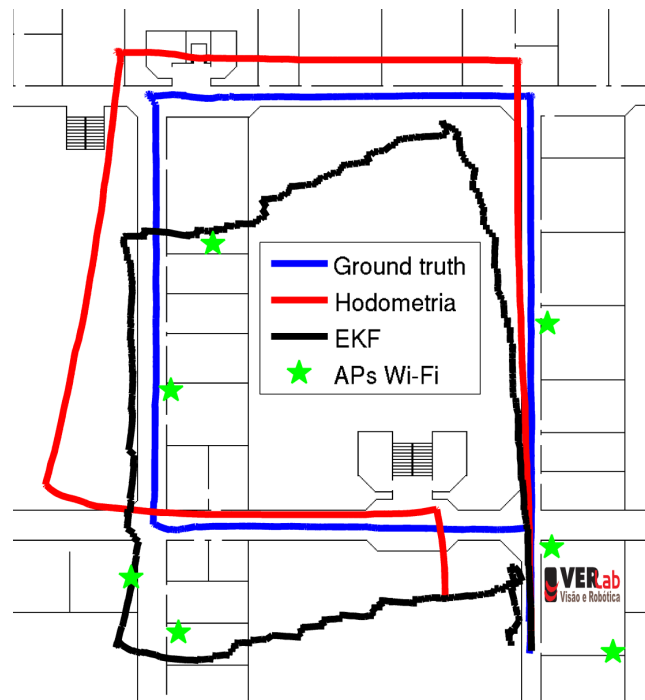 Ground truth
Hodometria
EKF
APs Wi-Fi
VERLab
Visão e Robótica